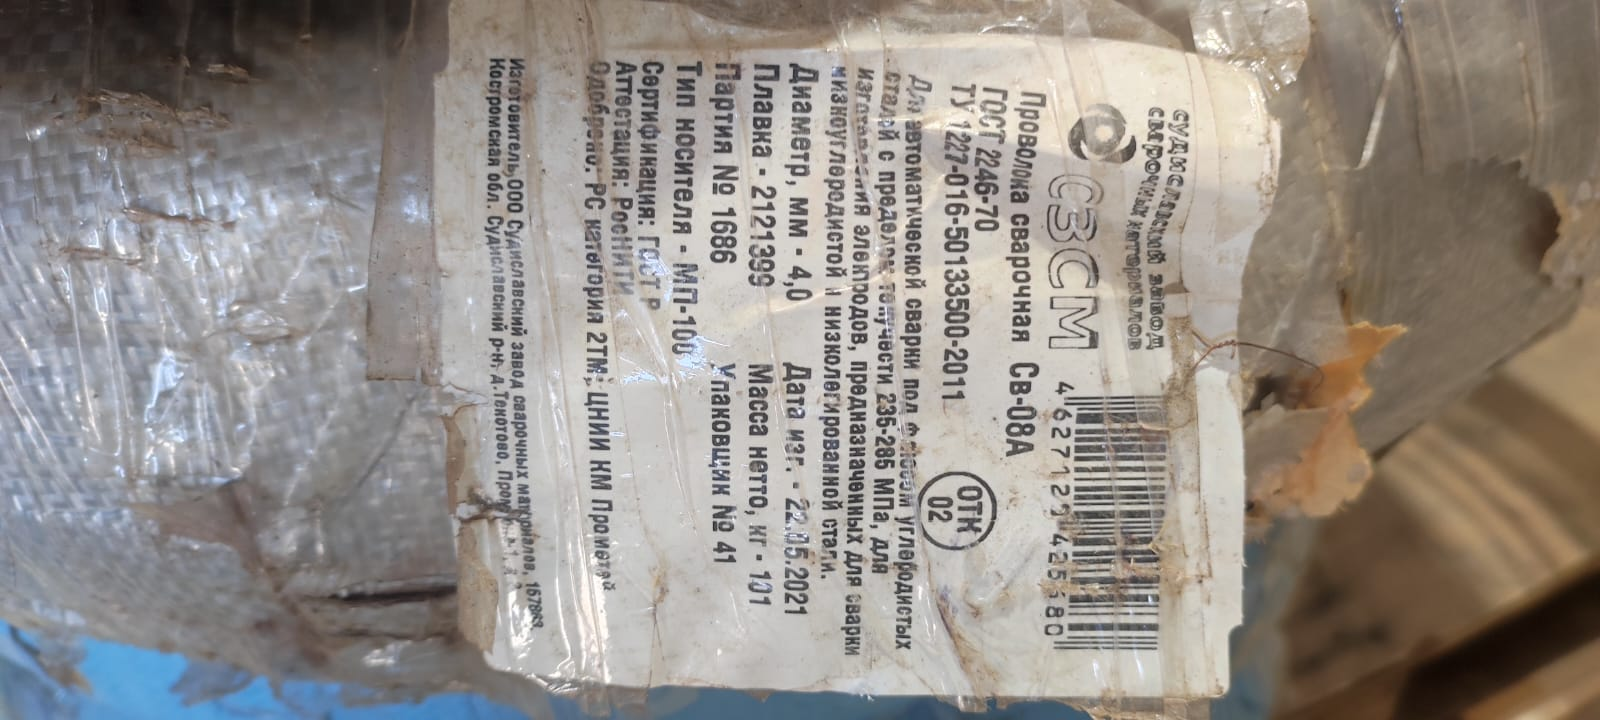 судиславский завод
сварочных материалов
СЗСМ
Проволока сварочная Св-08А
ГОСТ 2246-70
ТУ 1227-016-50133500-2011
ОТК
02
Для автоматической сварки под флюсом углеродистых
сталей с пределом текучести 235-285 МПа, для
изготовления электродов, предназначенных для сварки
низкоуглеродистой и низколегированной стали.
Диаметр, мм - 4,0 Дата изг. - 22.05.2021
Плавка - 2121399 Масса нетто, кг - 101
Партия № 1686 Упаковщик № 41
Тип носителя - МП-100
Сертификация: ГОСТ Р
Аттестация: РосНИТИ
Одобрено: РС категория 2ТМ; ЦНИИ КМ Прометей
Изготовитель, ООО Судиславский завод сварочных материалов, 157863
Костромская обл. Судиславский р-н, д. Текотово,